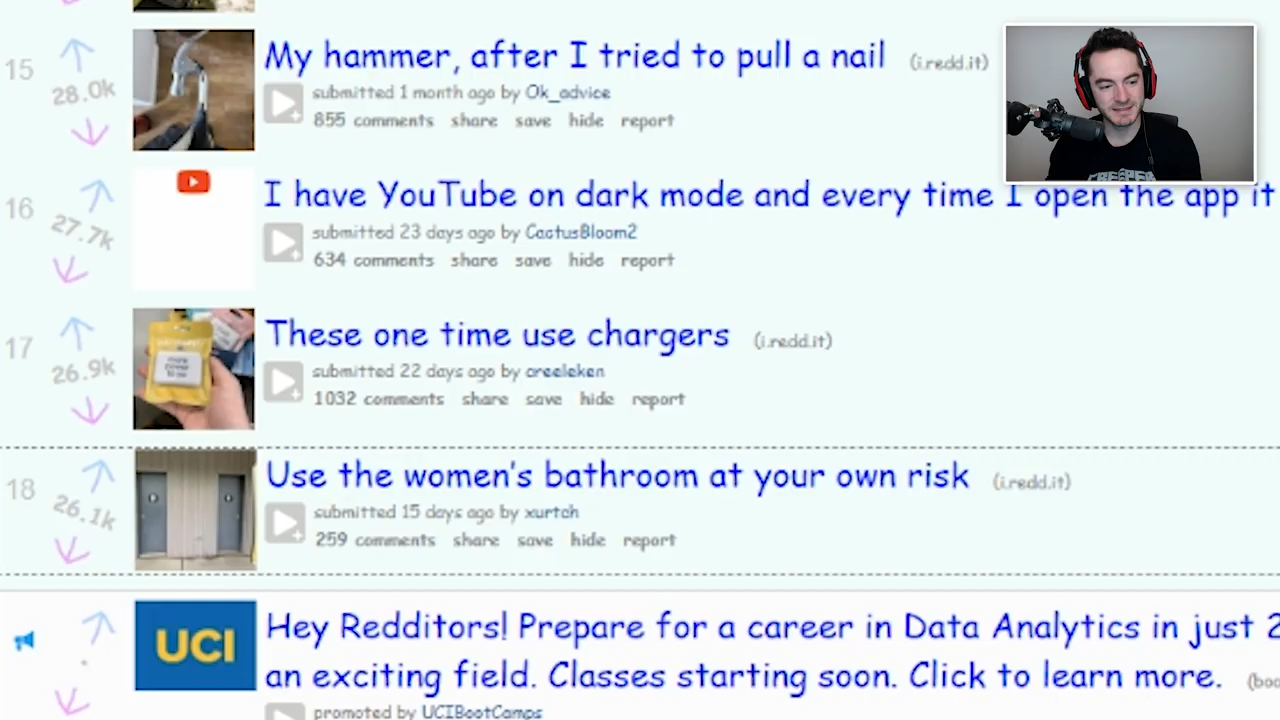 15
28.0k
My hammer, after I tried to pull a nail (i.redd.it)
submitted 1 month ago by Ok_advice
855 comments share save hide report
16
27.7k
I have YouTube on dark mode and every time I open the app it
submitted 23 days ago by CactusBloom2
634 comments share save hide report
17
26.9k
These one time use chargers (i.redd.it)
submitted 22 days ago by creeleken
1032 comments share save hide report
18
26.1k
Use the women's bathroom at your own risk (i.redd.it)
submitted 15 days ago by xurtch
259 comments share save hide report
UCI
Hey Redditors! Prepare for a career in Data Analytics in just 2
an exciting field. Classes starting soon. Click to learn more. (boo
promoted by UCIBootCamps